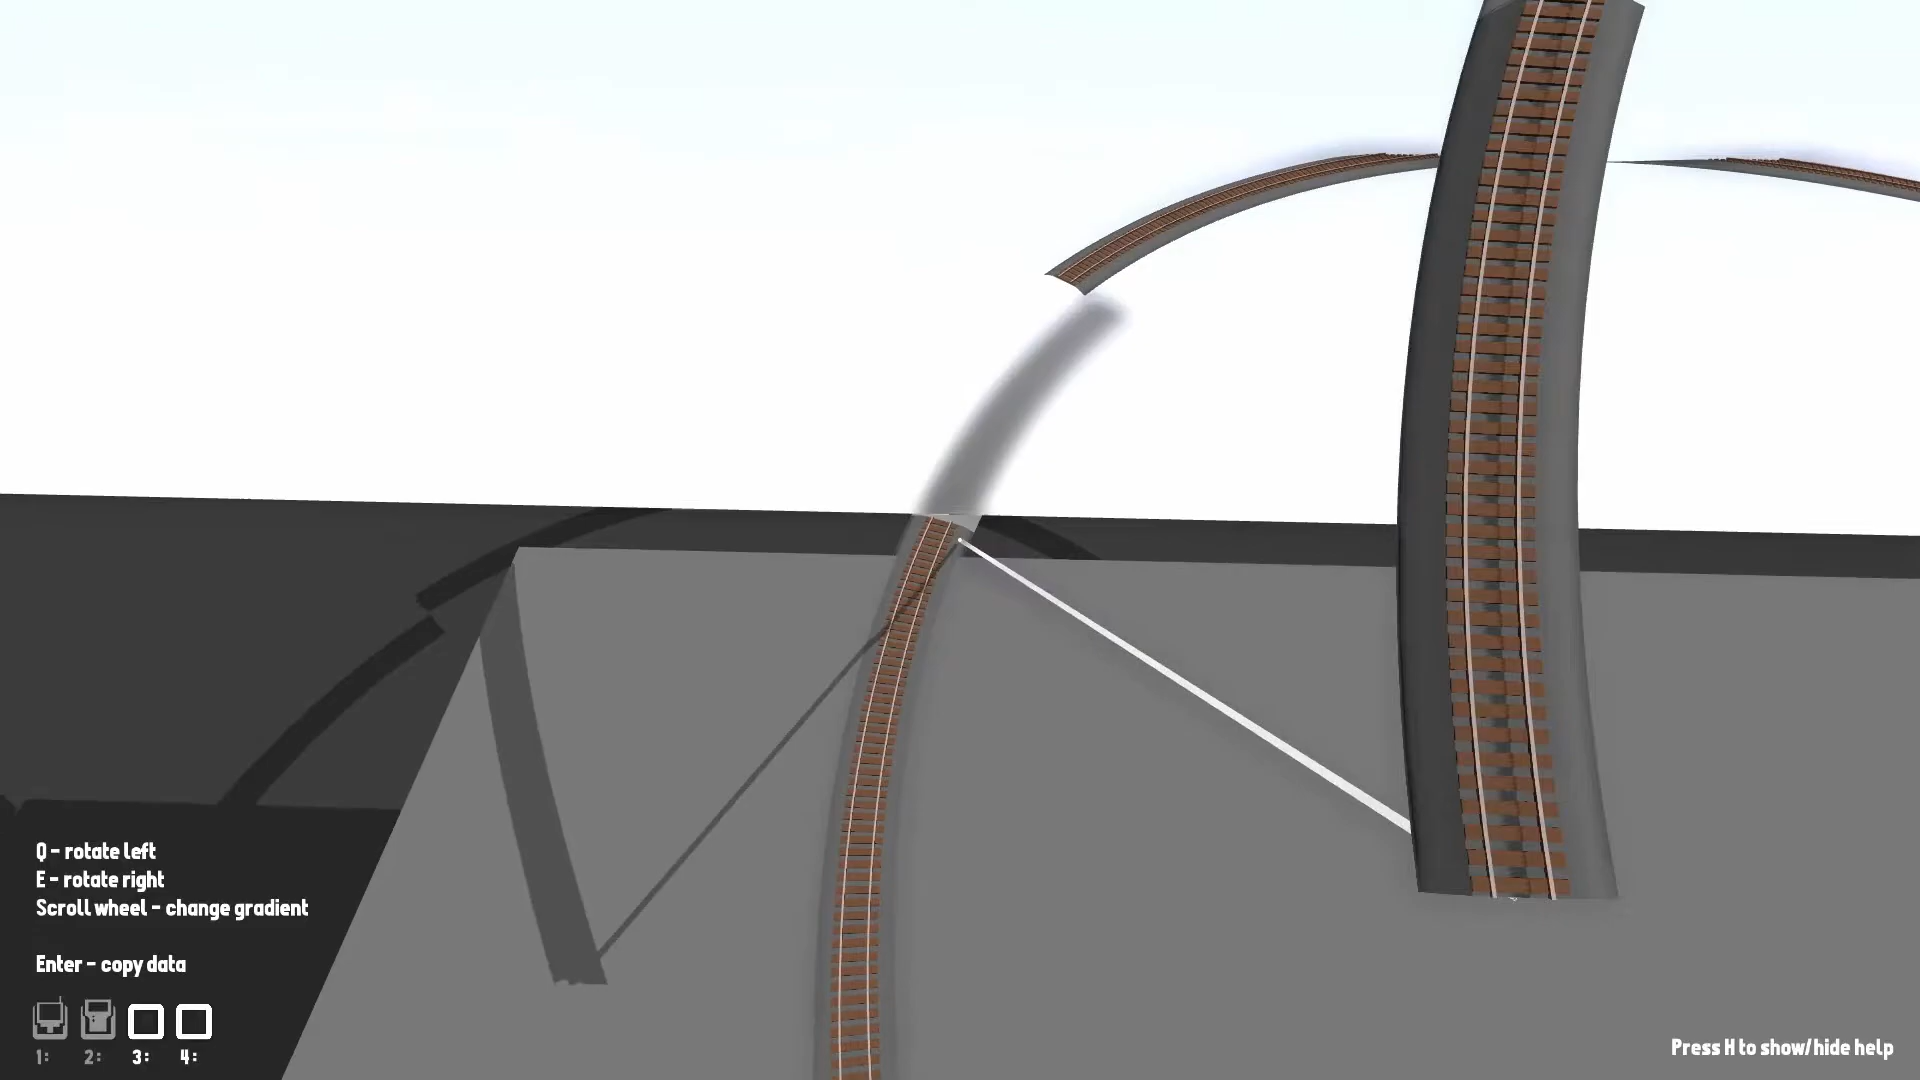 Q - rotate left
E - rotate right
Scroll wheel - change gradient
Enter - copy data
1: 2: 3: 4:
Press H to show/hide help